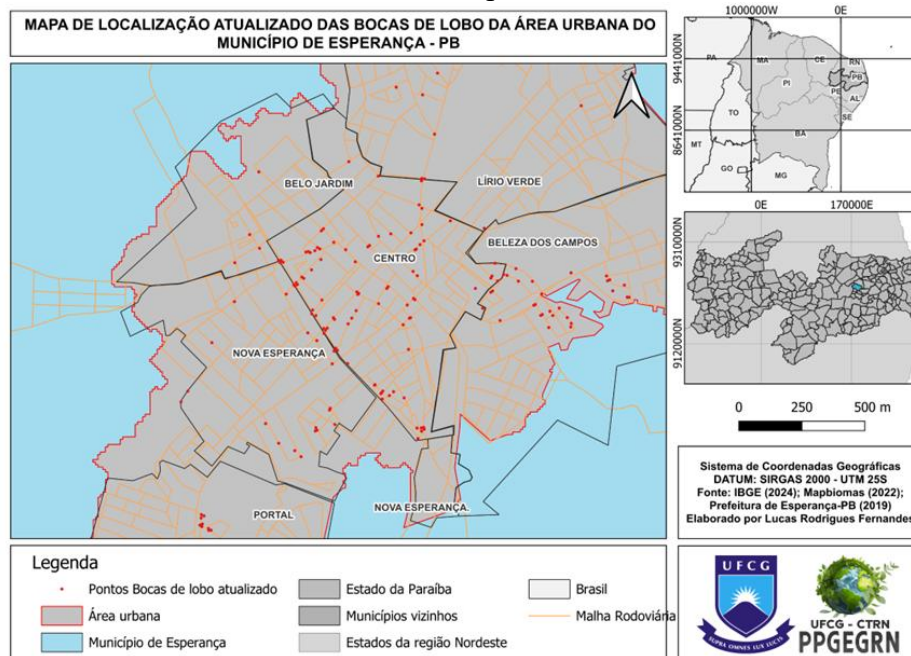 MAPA DE LOCALIZAÇÃO ATUALIZADO DAS BOCAS DE LOBO DA ÁREA URBANA DO
MUNICÍPIO DE ESPERANÇA - PB
BELO JARDIM
LÍRIO VERDE
BELEZA DOS CAMPOS
CENTRO
NOVA ESPERANÇA
NOVA ESPERANÇA.
PORTAL
1000000W
0E
9441000N
8641000N
PA
MA
CE
RN
PB
PI
PE
AL
SE
TO
BA
MT
GO
MG
0E
170000E
9310000N
9120000N
0
250
500 m
Sistema de Coordenadas Geográficas
DATUM: SIRGAS 2000 - UTM 25S
Fonte: IBGE (2024); Mapbiomas (2022);
Prefeitura de Esperança-PB (2019)
Elaborado por Lucas Rodrigues Fernandes
Legenda
Pontos Bocas de lobo atualizado
Área urbana
Município de Esperança
Estado da Paraíba
Municípios vizinhos
Estados da região Nordeste
Brasil
Malha Rodoviária
UFCG
SUPRA OMNES LUX LUCIS
UFCG - CTRN
PPGEGRN